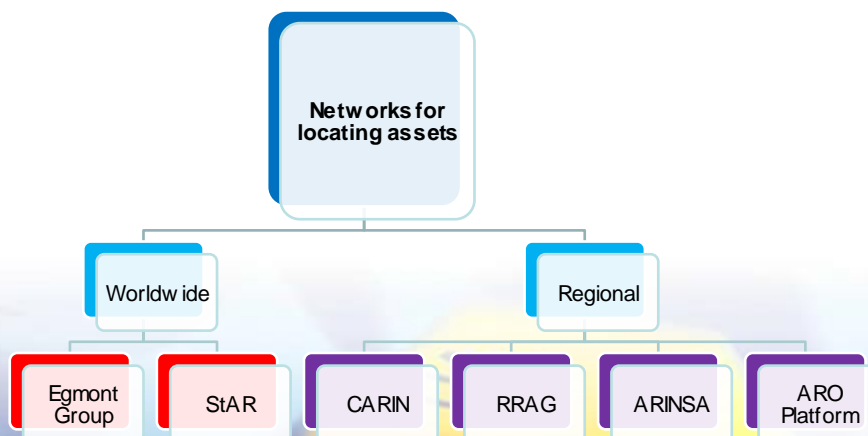 Networks for
locating assets
Worldwide
Regional
Egmont
Group
StAR
CARIN
RRAG
ARINSA
ARO
Platform